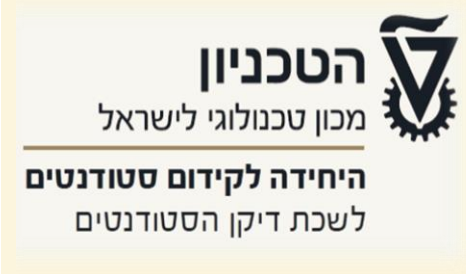 הטכניון
מכון טכנולוגי לישראל
היחידה לקידום סטודנטים
לשכת דיקן הסטודנטים